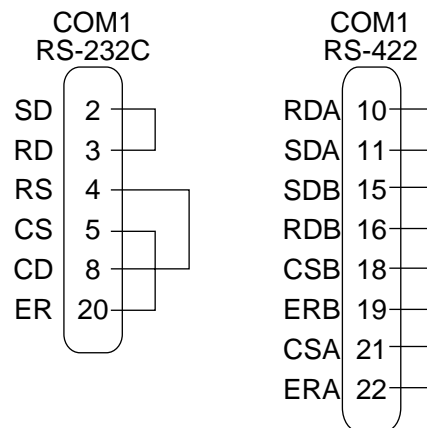 COM1
RS-232C
SD 2
RD 3
RS 4
CS 5
CD 8
ER 20
COM1
RS-422
RDA 10
SDA 11
SDB 15
RDB 16
CSB 18
ERB 19
CSA 21
ERA 22